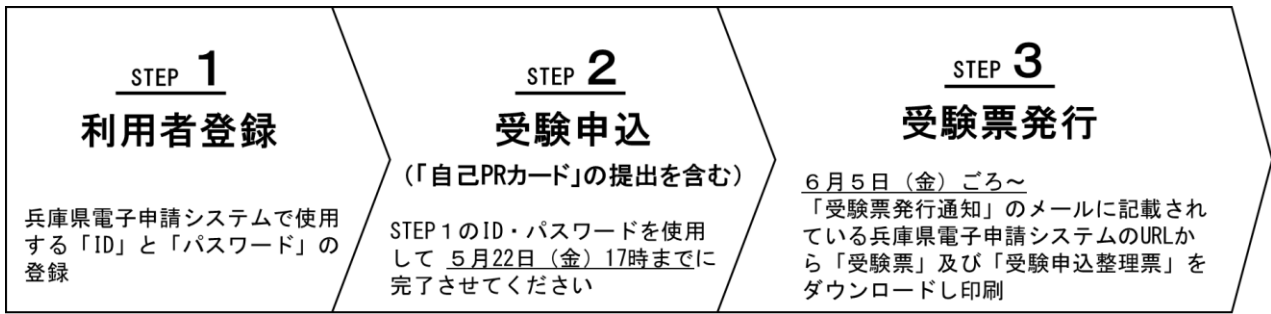 STEP 1
利用者登録
兵庫県電子申請システムで使用
する「ID」と「パスワード」の
登録
STEP 2
受験申込
（「自己PRカード」の提出を含む）
STEP１のID・パスワードを使用
して ５月22日（金）17時までに
完了させてください
STEP 3
受験票発行
６月５日（金）ごろ～
「受験票発行通知」のメールに記載され
ている兵庫県電子申請システムのURLか
ら「受験票」及び「受験申込整理票」を
ダウンロードし印刷